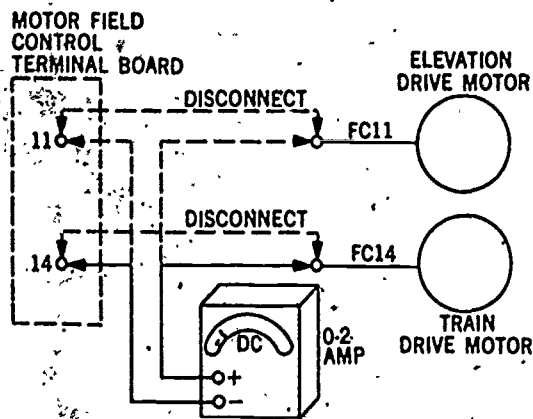 MOTOR FIELD
CONTROL
TERMINAL BOARD
ELEVATION
DRIVE MOTOR
DISCONNECT
11
FC11
DISCONNECT
14
FC14
DC
0-2
AMP
+
-
TRAIN
DRIVE MOTOR